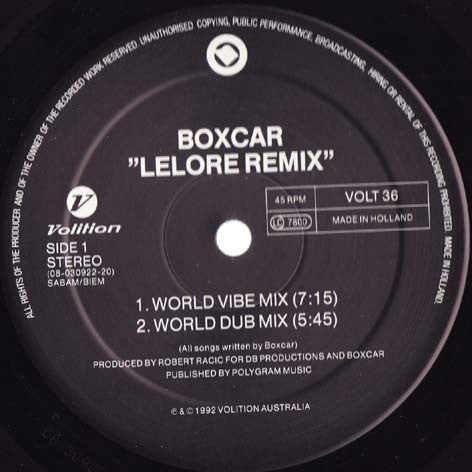 ALL RIGHTS OF THE PRODUCER AND OF THE OWNER OF THE RECORDED WORK RESERVED. UNAUTHORISED COPYING, PUBLIC PERFORMANCE, BROADCASTING, HIRING OR RENTAL OF THIS RECORDING PROHIBITED. MADE IN HOLLAND.
BOXCAR
"LELORE REMIX"
V
Volition
SIDE 1
STEREO
(08-030922-20)
SABAM/BIEM
45 RPM
VOLT 36
LC 7800
MADE IN HOLLAND
1. WORLD VIBE MIX (7:15)
2. WORLD DUB MIX (5:45)
(All songs written by Boxcar)
PRODUCED BY ROBERT RACIC FOR DB PRODUCTIONS AND BOXCAR
PUBLISHED BY POLYGRAM MUSIC
℗ & © 1992 VOLITION AUSTRALIA